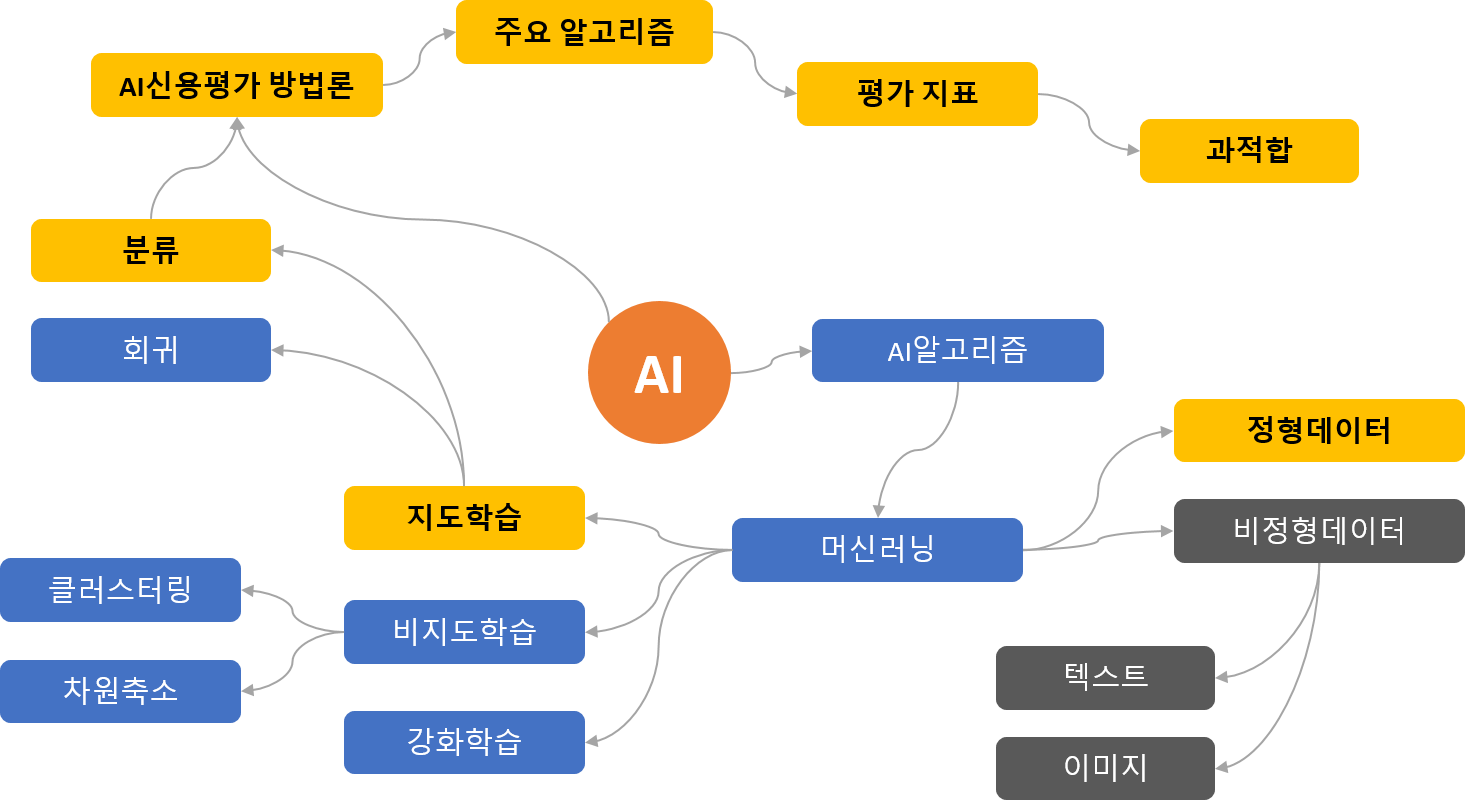 주요 알고리즘
AI신용평가 방법론
평가 지표
과적합
분류
회귀
AI
AI알고리즘
정형데이터
지도학습
비정형데이터
머신러닝
클러스터링
비지도학습
차원축소
텍스트
강화학습
이미지